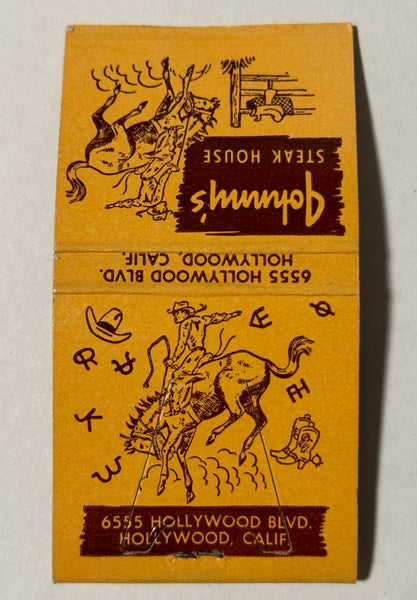 Johnny's
STEAK HOUSE
6555 HOLLYWOOD BLVD.
HOLLYWOOD, CALIF.
6555 HOLLYWOOD BLVD.
HOLLYWOOD, CALIF.